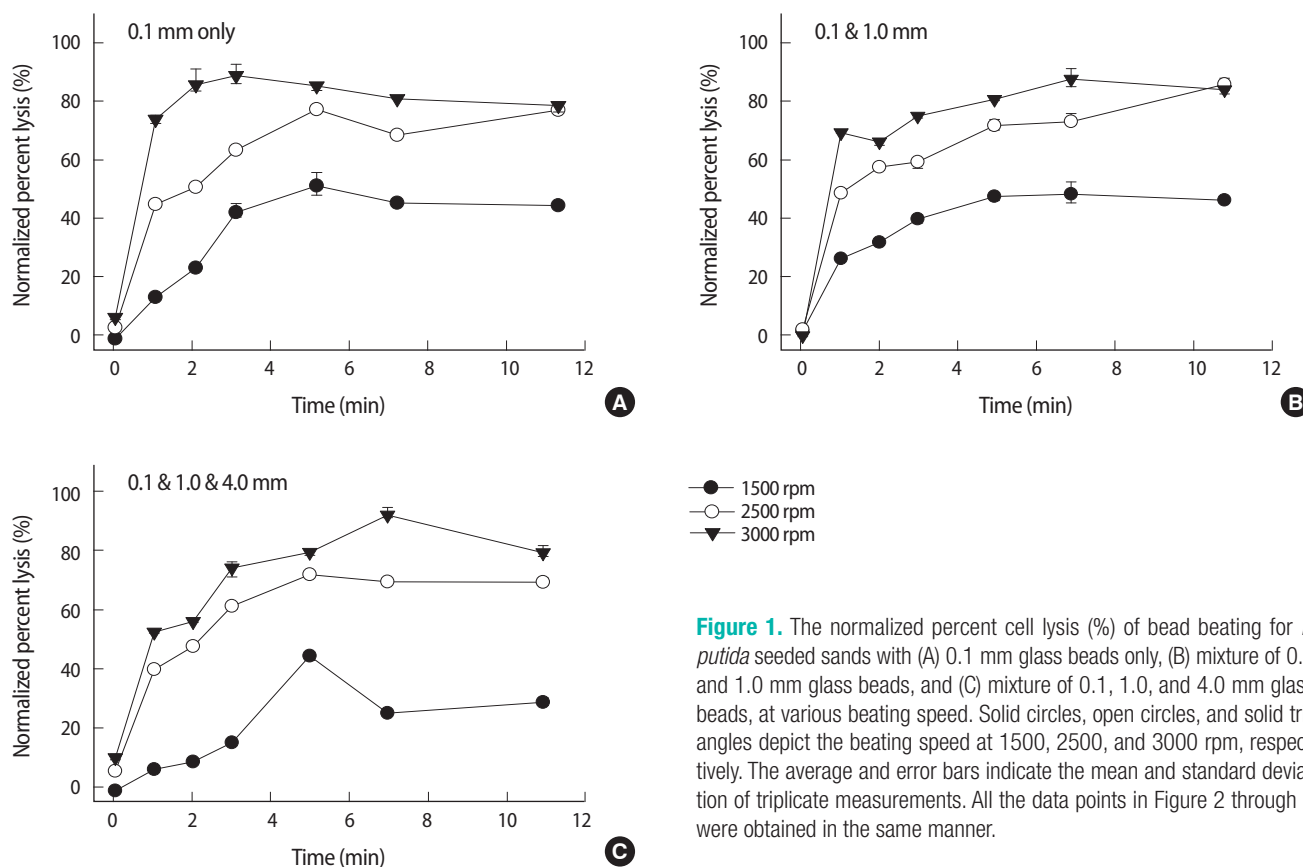 0.1 mm only
100
80
60
40
20
0
Normalized percent lysis (%)
0 2 4 6 8 10 12
Time (min)
A
0.1 & 1.0 mm
100
80
60
40
20
0
Normalized percent lysis (%)
0 2 4 6 8 10 12
Time (min)
B
0.1 & 1.0 & 4.0 mm
100
80
60
40
20
0
Normalized percent lysis (%)
0 2 4 6 8 10 12
Time (min)
C
1500 rpm
2500 rpm
3000 rpm
Figure 1. The normalized percent cell lysis (%) of bead beating for
putida seeded sands with (A) 0.1 mm glass beads only, (B) mixture of 0.
and 1.0 mm glass beads, and (C) mixture of 0.1, 1.0, and 4.0 mm glas
beads, at various beating speed. Solid circles, open circles, and solid tr
angles depict the beating speed at 1500, 2500, and 3000 rpm, respec
tively. The average and error bars indicate the mean and standard devia
tion of triplicate measurements. All the data points in Figure 2 through
were obtained in the same manner.